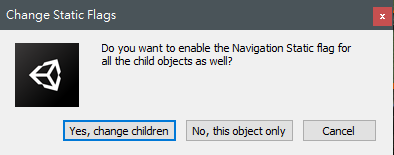 Change Static Flags
x
Do you want to enable the Navigation Static flag for
all the child objects as well?
Yes, change children
No, this object only
Cancel